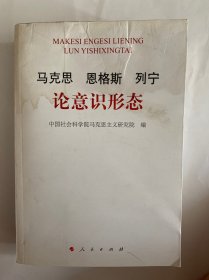 MAKESI ENGESI LIENING
LUN YISHIXINGTAI
马克思 恩格斯 列宁
论意识形态
中国社会科学院马克思主义研究院 编
人民出版社